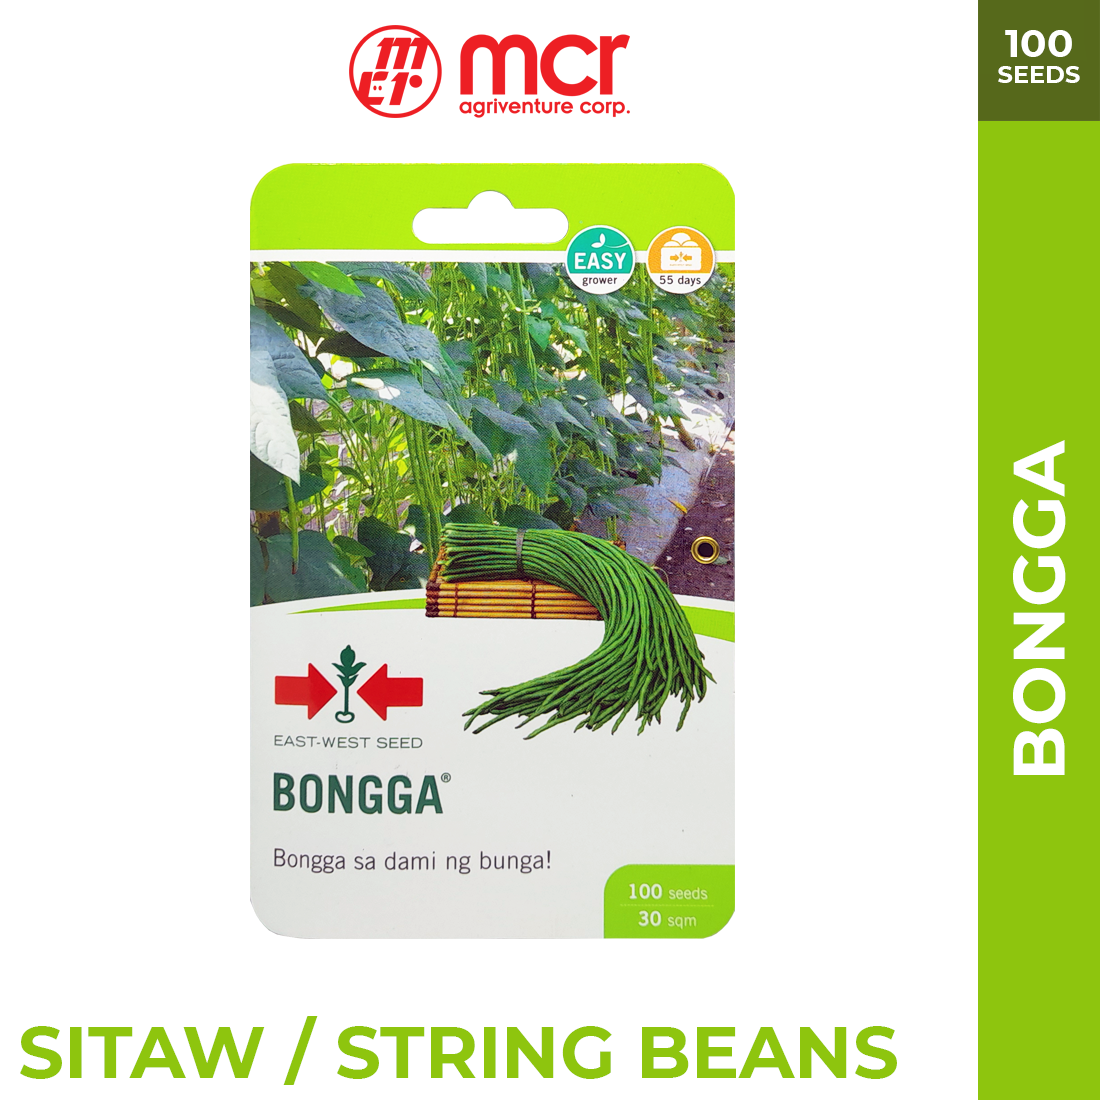 mcr
mcr
agriventure corp.
100
SEEDS
EASY
grower
55 days
EAST-WEST SEED
BONGGA®
Bongga sa dami ng bunga!
100 seeds
30 sqm
BONGGA
SITAW / STRING BEANS